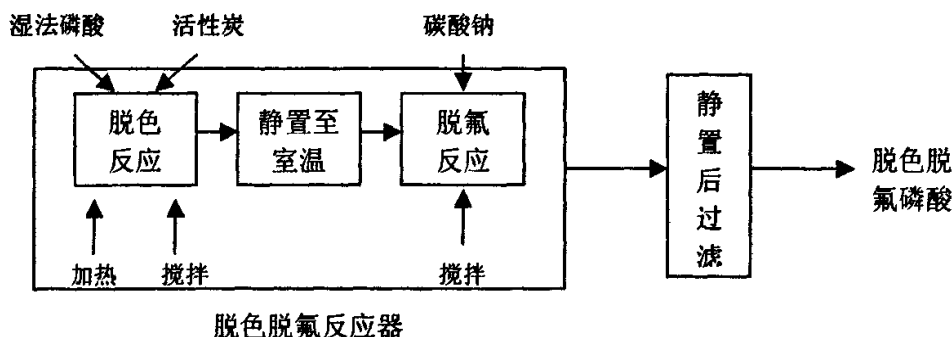 湿法磷酸
活性炭
碳酸钠
脱色
反应
静置至
室温
脱氟
反应
静
置
后
过
滤
脱色脱
氟磷酸
加热
搅拌
搅拌
脱色脱氟反应器